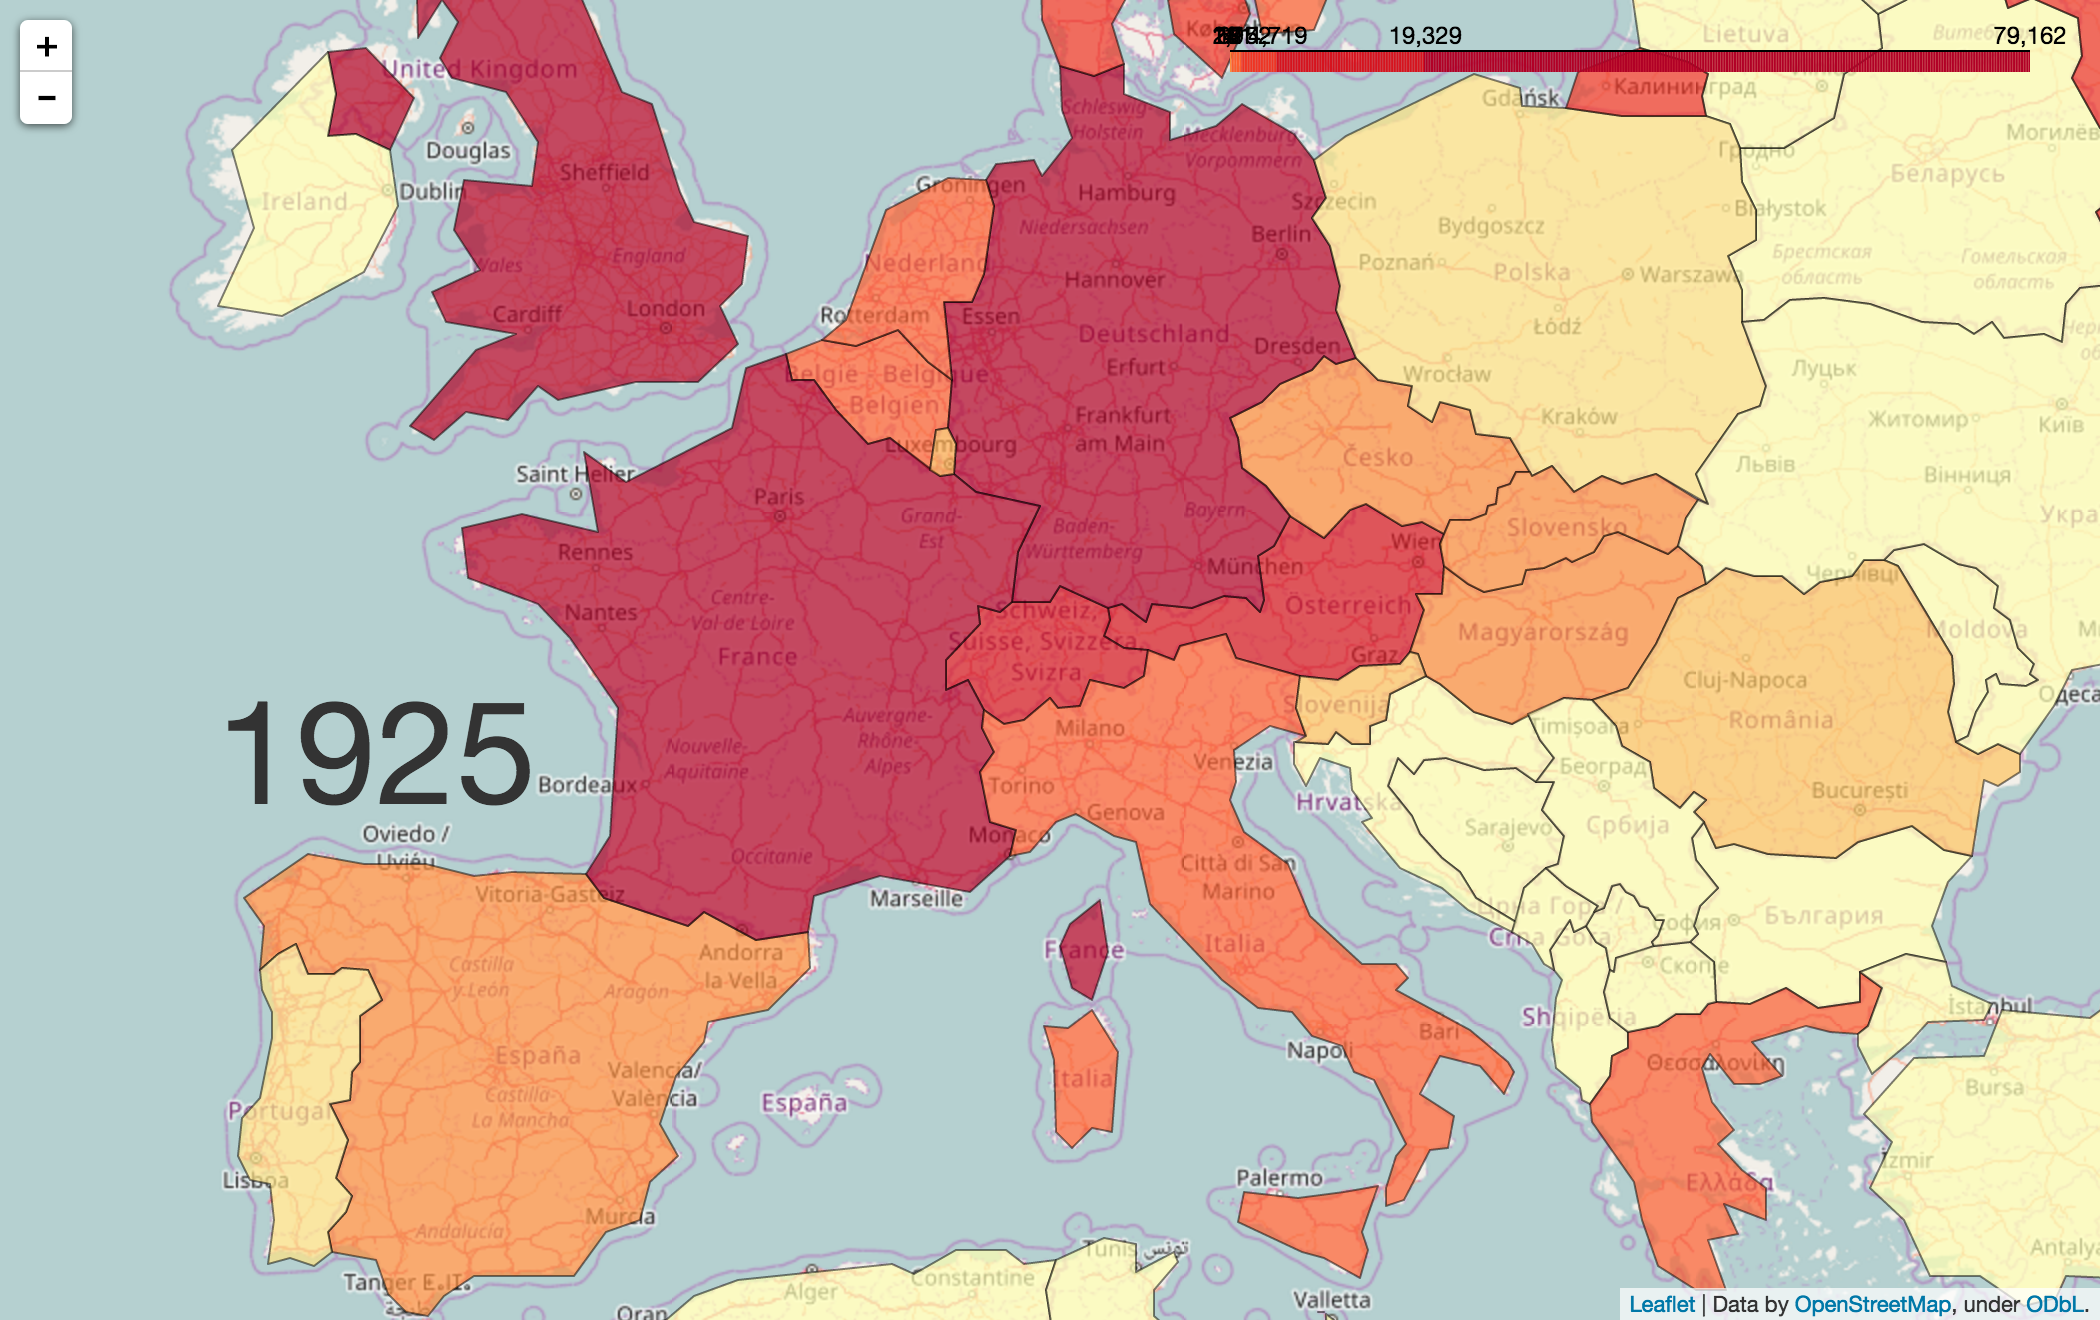 +
−
Lietuva
4,719
19,329
79,162
Калининград
Gdańsk
United Kingdom
Schleswig-
Holstein
Mecklenburg-
Vorpommern
Могилёв
Гродно
Беларусь
Douglas
Sheffield
Dublin
Ireland
Groningen
Hamburg
Szczecin
Białystok
Bydgoszcz
Niedersachsen
Berlin
Wales
England
Nederland
Hannover
Poznań
Polska
Warszawa
Брестская
область
Гомельская
область
Cardiff
London
Rotterdam
Essen
Deutschland
Łódź
Dresden
Erfurt
Wrocław
Луцьк
België - Belgique
Belgien
Frankfurt
am Main
Kraków
Житомир
Київ
Luxembourg
Česko
Львів
Вінниця
Saint Helier
Paris
Grand-
Est
Baden-
Württemberg
Bayern
Slovensko
Укра
Rennes
Wien
München
Чернівці
Nantes
Centre-
Val de Loire
Schweiz,
Suisse, Svizzera,
Svizra
Österreich
Magyarország
Moldova
France
Graz
Cluj-Napoca
România
Одеса
1925
Slovenija
Auvergne-
Rhône-
Alpes
Nouvelle-
Aquitaine
Milano
Timișoara
Bordeaux
Torino
Venezia
Београд
București
Hrvatska
Genova
Sarajevo
Србија
Oviedo /
Uviéu
Monaco
Occitanie
Città di San
Marino
Vitoria-Gasteiz
Marseille
Црна Гора /
Crna Gora
София
България
Andorra
la Vella
France
Italia
Скопје
Castilla
y León
Aragón
Shqipëria
İstanbul
España
Bari
Napoli
Θεσσαλονίκη
Valencia/
València
Italia
Bursa
Castilla-
La Mancha
España
Portugal
Lisboa
Palermo
Ελλάδα
İzmir
Murcia
Andalucía
Tunis تونس
Antalya
Tanger
Alger
Constantine
Valletta
Oran
Leaflet | Data by OpenStreetMap, under ODbL.